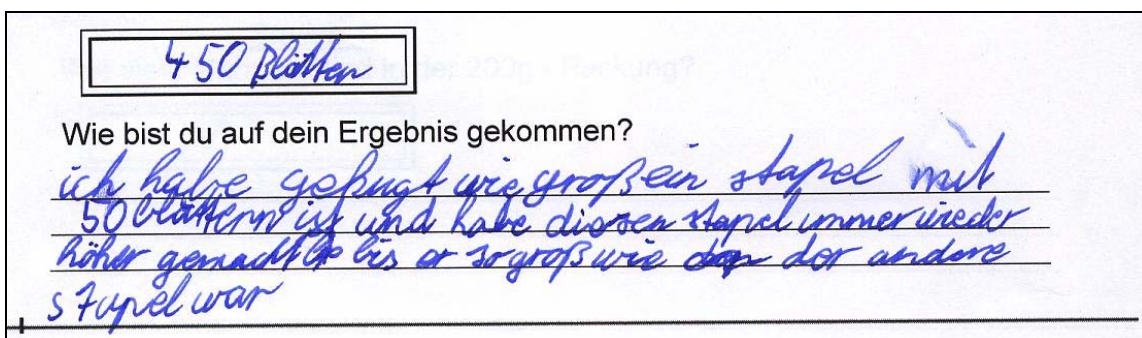 450 Blätter
Wie bist du auf dein Ergebnis gekommen?
ich habe gefragt wie groß ein stapel mit
50 blättern ist und habe diesen stapel immer wieder
höher gemacht bis er so groß wie der andere
stapel war